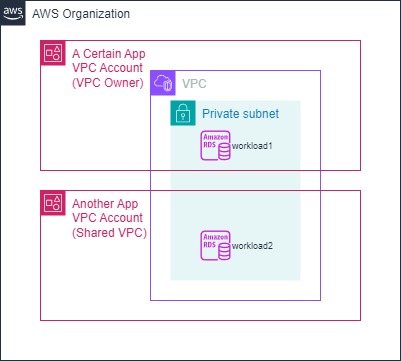 aws
AWS Organization
A Certain App
VPC Account
(VPC Owner)
VPC
Private subnet
Amazon
RDS
workload1
Another App
VPC Account
(Shared VPC)
Amazon
RDS
workload2